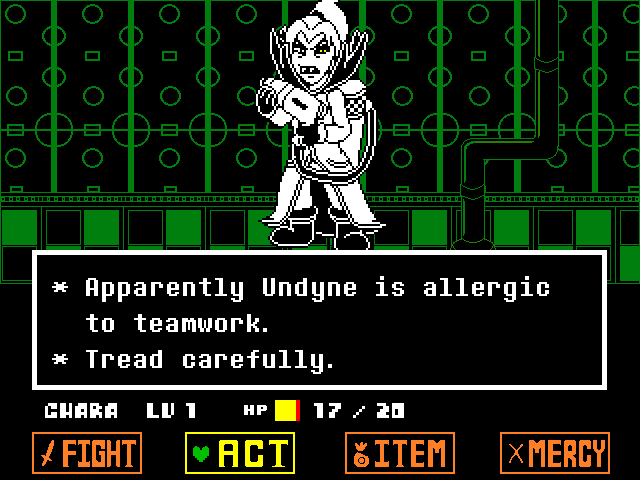 * Apparently Undyne is allergic
to teamwork.
* Tread carefully.
CHARA LV 1 HP 17 / 20
FIGHT ACT ITEM MERCY